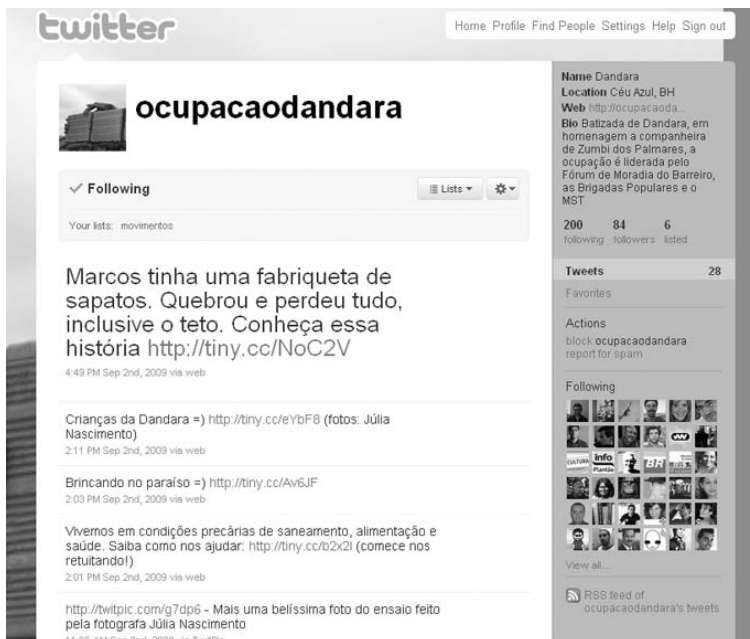 twitter
Home Profile Find People Settings Help Sign out
ocupacaodandara
Following
Lists
Your lists: movimentos
Marcos tinha uma fabriqueta de
sapatos. Quebrou e perdeu tudo,
inclusive o teto. Conheça essa
história http://tiny.cc/NoC2V
4:49 PM Sep 2nd, 2009 via web
Crianças da Dandara =) http://tiny.cc/eYbF8 (fotos: Júlia
Nascimento)
2:11 PM Sep 2nd, 2009 via web
Brincando no paraíso =) http://tiny.cc/Av6JF
2:03 PM Sep 2nd, 2009 via web
Vivemos em condições precárias de saneamento, alimentação e
saúde. Saiba como nos ajudar: http://tiny.cc/b2x2l (comece nos
retuitando!)
2:01 PM Sep 2nd, 2009 via web
http://twitpic.com/g7dp6 - Mais uma belíssima foto do ensaio feito
pela fotografa Júlia Nascimento
Name Dandara
Location Céu Azul, BH
Web http://ocupacaoda...
Bio Batizada de Dandara, em
homenagem a companheira
de Zumbi dos Palmares, a
ocupação é liderada pelo
Fórum de Moradia do Barreiro,
as Brigadas Populares e o
MST
200 84 6
following followers listed
Tweets 28
Favorites
Actions
block ocupacaodandara
report for spam
Following
CULTURA info BR
Plantão
View all...
RSS feed of
ocupacaodandara's tweets